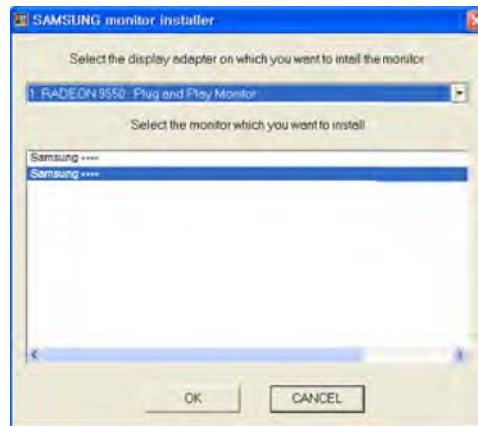 SAMSUNG monitor installer
Select the display adapter on which you want to intall the monitor
1. RADEON 9550 : Plug and Play Monitor
Select the monitor which you want to install
Samsung ····
Samsung ····
OK
CANCEL